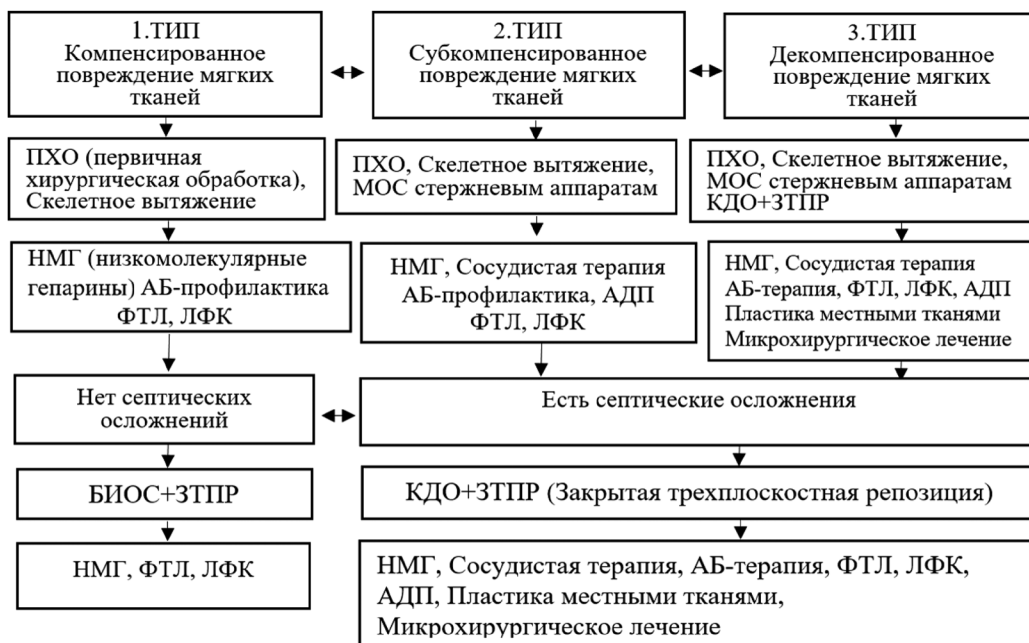 1.ТИП
Компенсированное
повреждение мягких
тканей
2.ТИП
Субкомпенсированное
повреждение мягких
тканей
3.ТИП
Декомпенсированное
повреждение мягких
тканей
ПХО (первичная
хирургическая обработка),
Скелетное вытяжение
ПХО, Скелетное вытяжение,
МОС стержневым аппаратам
ПХО, Скелетное вытяжение,
МОС стержневым аппаратам
КДО+ЗТПР
НМГ (низкомолекулярные
гепарины) АБ-профилактика
ФТЛ, ЛФК
НМГ, Сосудистая терапия
АБ-профилактика, АДП
ФТЛ, ЛФК
НМГ, Сосудистая терапия
АБ-терапия, ФТЛ, ЛФК, АДП
Пластика местными тканями
Микрохирургическое лечение
Нет септических
осложнений
Есть септические осложнения
БИОС+ЗТПР
КДО+ЗТПР (Закрытая трехплоскостная репозиция)
НМГ, ФТЛ, ЛФК
НМГ, Сосудистая терапия, АБ-терапия, ФТЛ, ЛФК,
АДП, Пластика местными тканями,
Микрохирургическое лечение